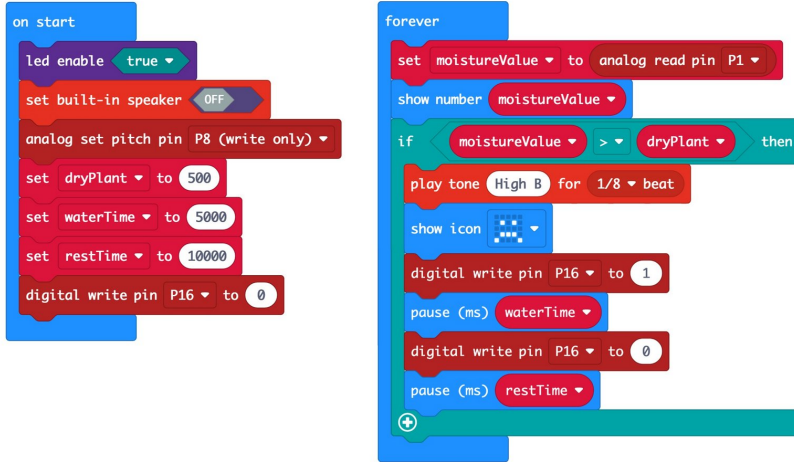 on start
led enable true
set built-in speaker OFF
analog set pitch pin P8 (write only)
set dryPlant to 500
set waterTime to 5000
set restTime to 10000
digital write pin P16 to 0
forever
set moistureValue to analog read pin P1
show number moistureValue
if moistureValue > dryPlant then
play tone High B for 1/8 beat
show icon
digital write pin P16 to 1
pause (ms) waterTime
digital write pin P16 to 0
pause (ms) restTime